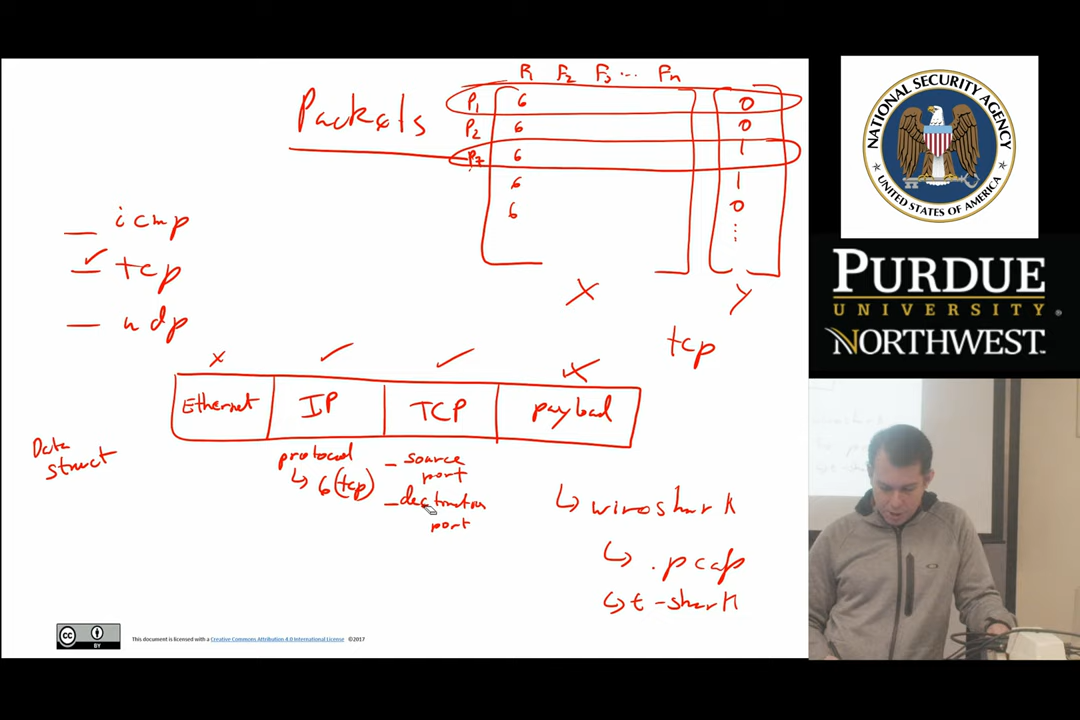 F1 F2 F3 ... Fn
Packets
P1 6 0
P2 6 0
P7 6 1
6 1
6 0
...
X y
icmp
✓ tcp
udp
tcp
x ✓ ✓ x
Ethernet IP TCP payload
Data
struct
protocol
↳ 6 (tcp)
- source
port
- destination
port
↳ wireshark
↳ .pcap
↳ t-shark
CC BY
This document is licensed with a Creative Commons Attribution 4.0 International License ©2017
NATIONAL SECURITY AGENCY
UNITED STATES OF AMERICA
PURDUE
UNIVERSITY
NORTHWEST™